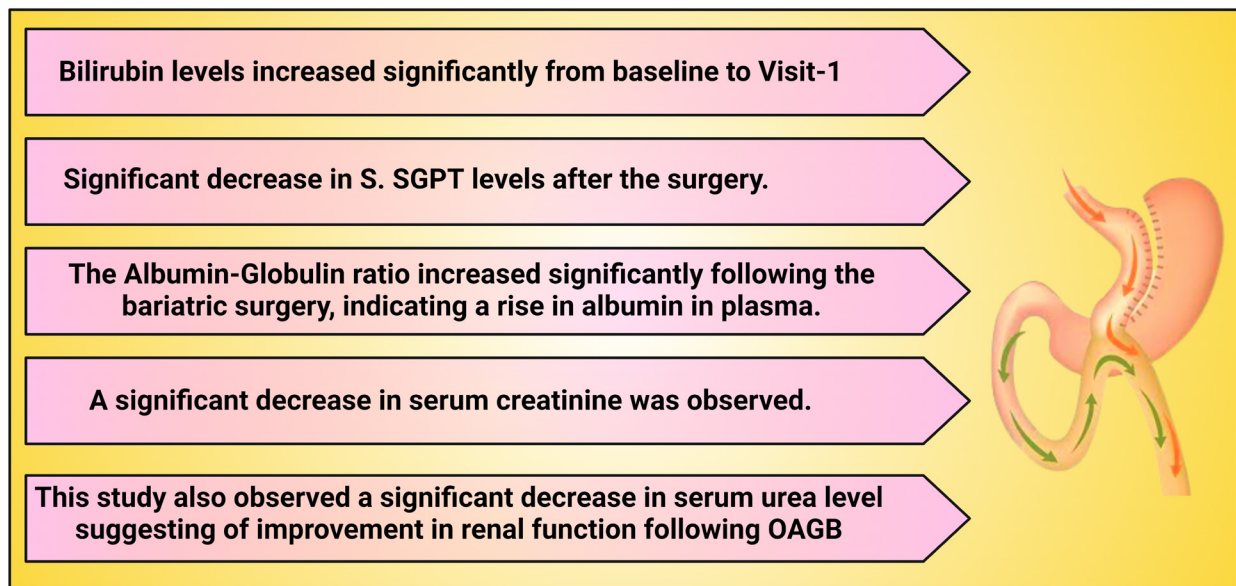 Bilirubin levels increased significantly from baseline to Visit-1
Significant decrease in S. SGPT levels after the surgery.
The Albumin-Globulin ratio increased significantly following the
bariatric surgery, indicating a rise in albumin in plasma.
A significant decrease in serum creatinine was observed.
This study also observed a significant decrease in serum urea level
suggesting of improvement in renal function following OAGB